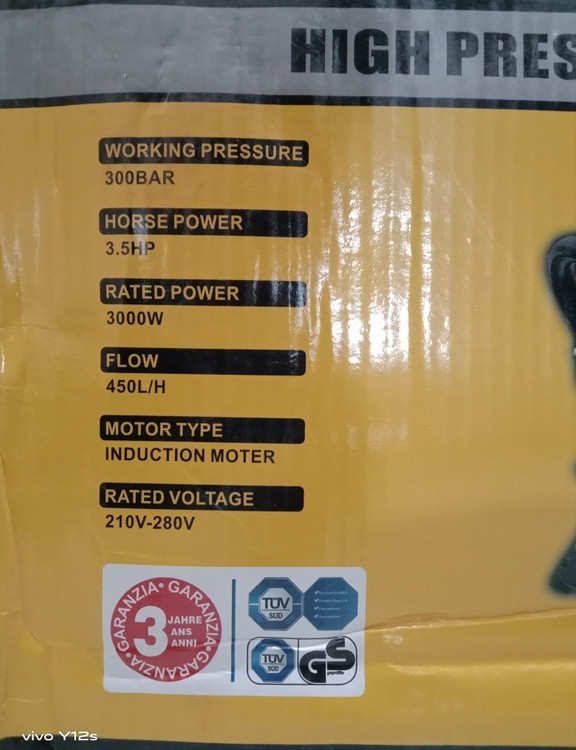 HIGH PRES
WORKING PRESSURE
300BAR
HORSE POWER
3.5HP
RATED POWER
3000W
FLOW
450L/H
MOTOR TYPE
INDUCTION MOTER
RATED VOLTAGE
210V-280V
GARANZIA • GARANZIA • GARANZIA • GARANZIA
3 JAHRE
ANS
ANNI
TÜV
SÜD
TÜV
SÜD
GS
geprüfte
vivo Y12s